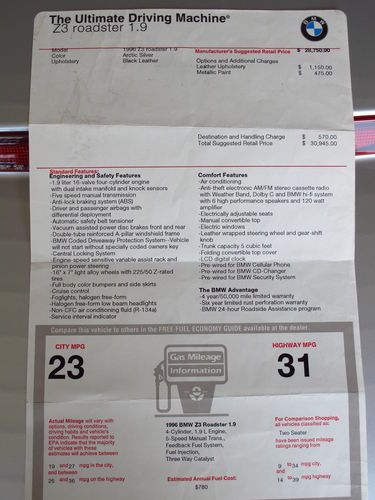 The Ultimate Driving Machine®
Z3 roadster 1.9
BMW
Model 1996 Z3 roadster 1.9
Color Arctic Silver
Upholstery Black Leather
Manufacturer's Suggested Retail Price $ 28,750.00
Options and Additional Charges
Leather Upholstery $ 1,150.00
Metallic Paint $ 475.00
Destination and Handling Charge $ 570.00
Total Suggested Retail Price $ 30,945.00
Standard Features:
Engineering and Safety Features
-1.9 liter 16-valve four-cylinder engine
with dual intake manifold and knock sensors
-Five speed manual transmission
-Anti-lock braking system (ABS)
-Driver and passenger airbags with
differential deployment
-Automatic safety belt tensioner
-Vacuum assisted power disc brakes front and rear
-Double-tube reinforced A-pillar windshield frame
-BMW Coded Driveaway Protection System- Vehicle
will not start without specially coded owners key
-Central Locking System
-Engine-speed sensitive variable assist rack and
pinion power steering
-16" x 7" light alloy wheels with 225/50 Z-rated
tires
-Full body color bumpers and side skirts
-Cruise control
-Foglights, halogen free-form
-Halogen free-form low beam headlights
-Non-CFC air conditioning fluid (R-134a)
-Service interval indicator
Comfort Features
-Air conditioning
-Anti-theft electronic AM/FM stereo cassette radio
with Weather Band, Dolby C and BMW hi-fi system
with 6 high performance speakers and 120 watt
amplifier
-Electrically adjustable seats
-Manual convertible top
-Electric windows
-Leather wrapped steering wheel and gear-shift
knob
-Trunk capacity 5 cubic feet
-Folding convertible top cover
-LCD digital clock
-Pre-wired for BMW Cellular Phone
-Pre-wired for BMW CD-Changer
-Pre-wired for BMW Security System
The BMW Advantage
-4 year/50,000 mile limited warranty
-Six year limited rust perforation warranty
-BMW 24-hour Roadside Assistance program
Compare this vehicle to others in the FREE FUEL ECONOMY GUIDE available at the dealer.
CITY MPG
23
Gas Mileage
Information
HIGHWAY MPG
31
Actual Mileage will vary with
options, driving conditions,
driving habits and vehicle's
condition. Results reported to
EPA indicate that the majority
of vehicles with these
estimates will achieve between
19 and 27 mpg in the city,
and between
26 and 36 mpg on the highway
1996 BMW Z3 Roadster 1.9
4-Cylinder, 1.9 L Engine,
5-Speed Manual Trans.,
Feedback Fuel System,
Fuel Injection,
Three Way Catalyst
Estimated Annual Fuel Cost:
$780
For Comparison Shopping,
all vehicles classified as:
Two Seater
have been issued mileage
ratings ranging from
9 to 34 mpg city,
and
14 to 39 mpg highway.